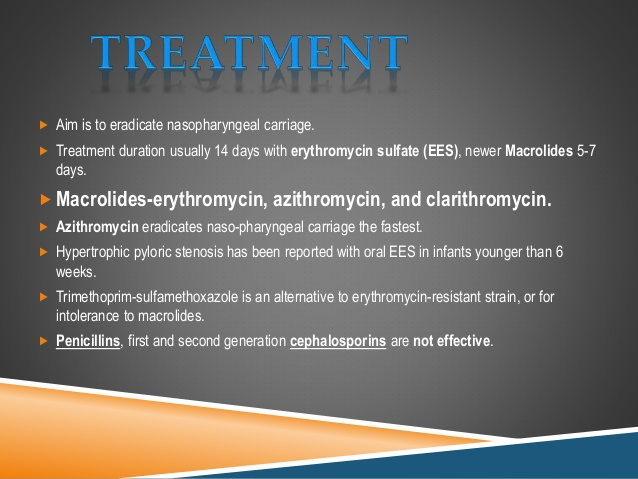 TREATMENT
Aim is to eradicate nasopharyngeal carriage.
Treatment duration usually 14 days with erythromycin sulfate (EES), newer Macrolides 5-7
days.
Macrolides-erythromycin, azithromycin, and clarithromycin.
Azithromycin eradicates naso-pharyngeal carriage the fastest.
Hypertrophic pyloric stenosis has been reported with oral EES in infants younger than 6
weeks.
Trimethoprim-sulfamethoxazole is an alternative to erythromycin-resistant strain, or for
intolerance to macrolides.
Penicillins, first and second generation cephalosporins are not effective.